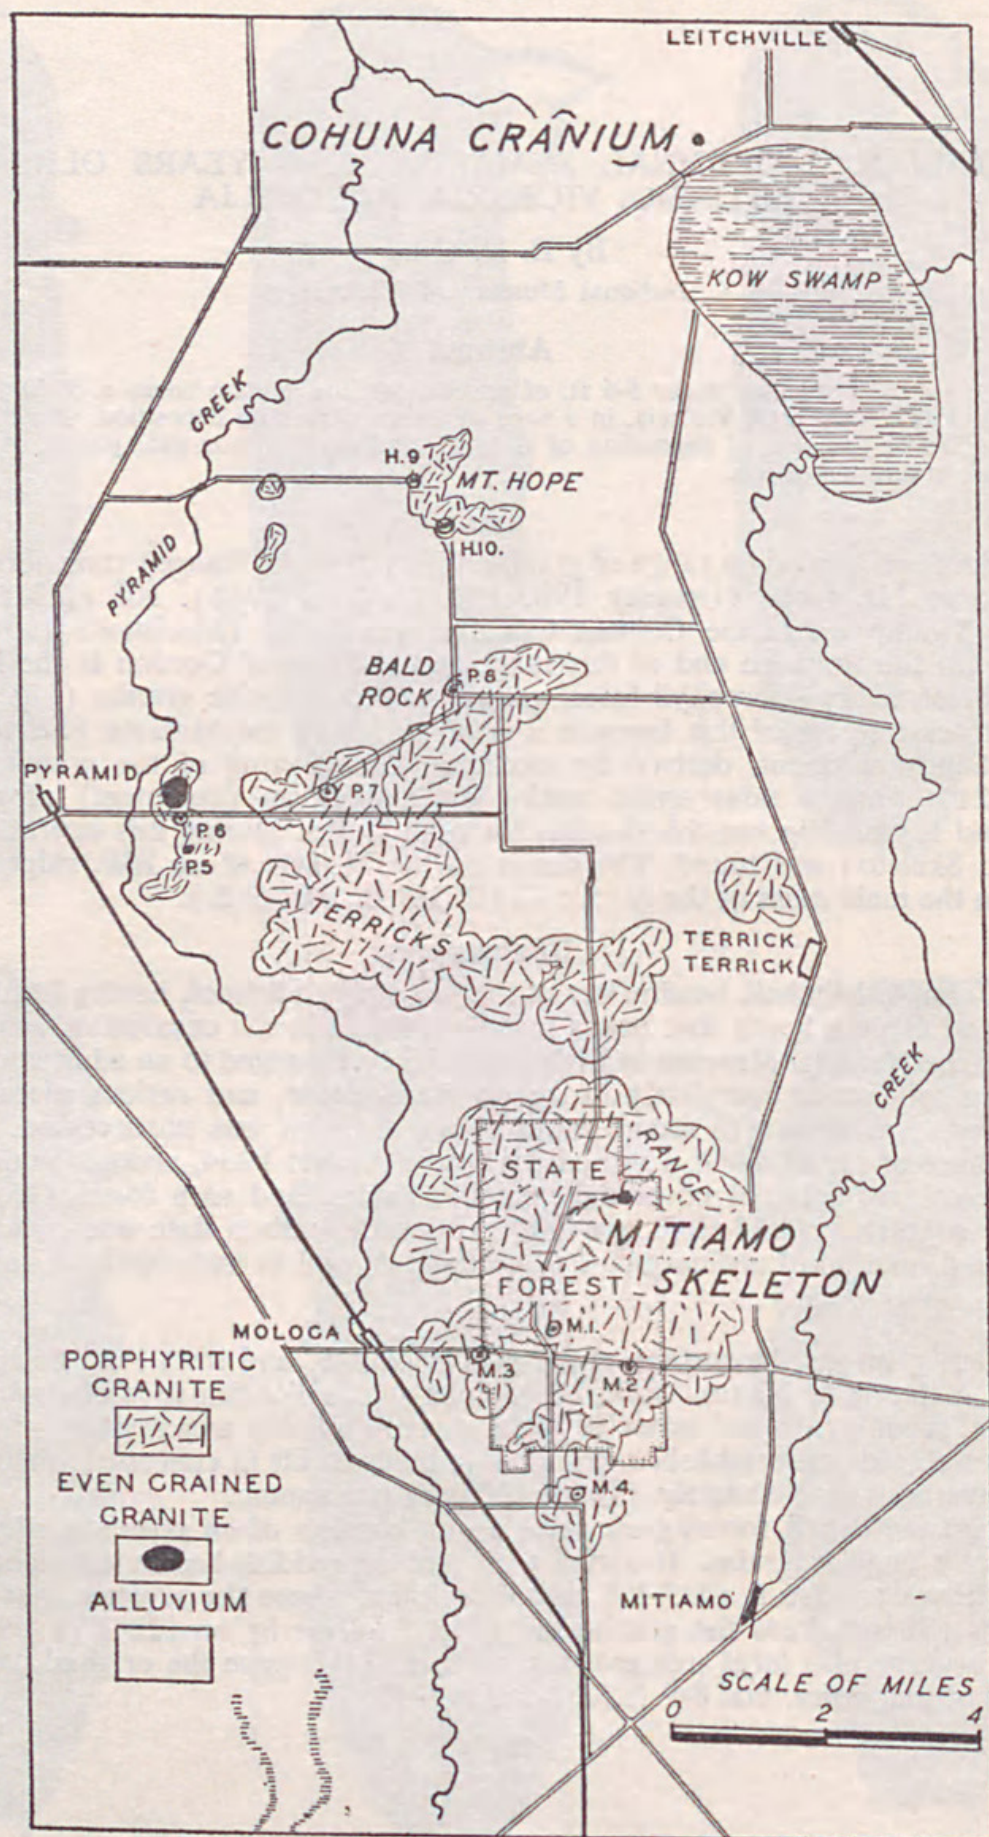 LEITCHVILLE
COHUNA CRANIUM
KOW SWAMP
CREEK
H.9
MT. HOPE
H.10.
PYRAMID
BALD
ROCK
P.8
PYRAMID
P.7
P.6
P.5
TERRICKS
TERRICK
TERRICK
CREEK
RANGE
STATE
MITIAMO
FOREST
SKELETON
M.1.
MOLOGA
M.3
M.2
PORPHYRITIC
GRANITE
EVEN GRAINED
GRANITE
M.4.
ALLUVIUM
MITIAMO
SCALE OF MILES
0 2 4